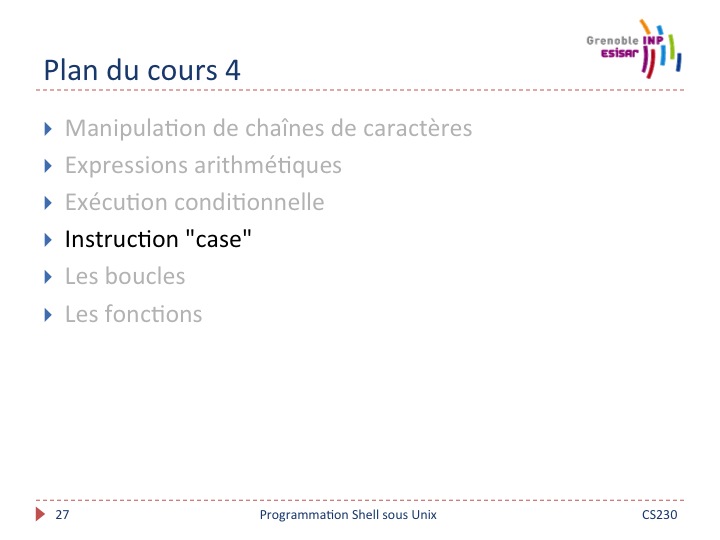 Grenoble INP
esisar
Plan du cours 4
Manipulation de chaînes de caractères
Expressions arithmétiques
Exécution conditionnelle
Instruction "case"
Les boucles
Les fonctions
27 Programmation Shell sous Unix CS230